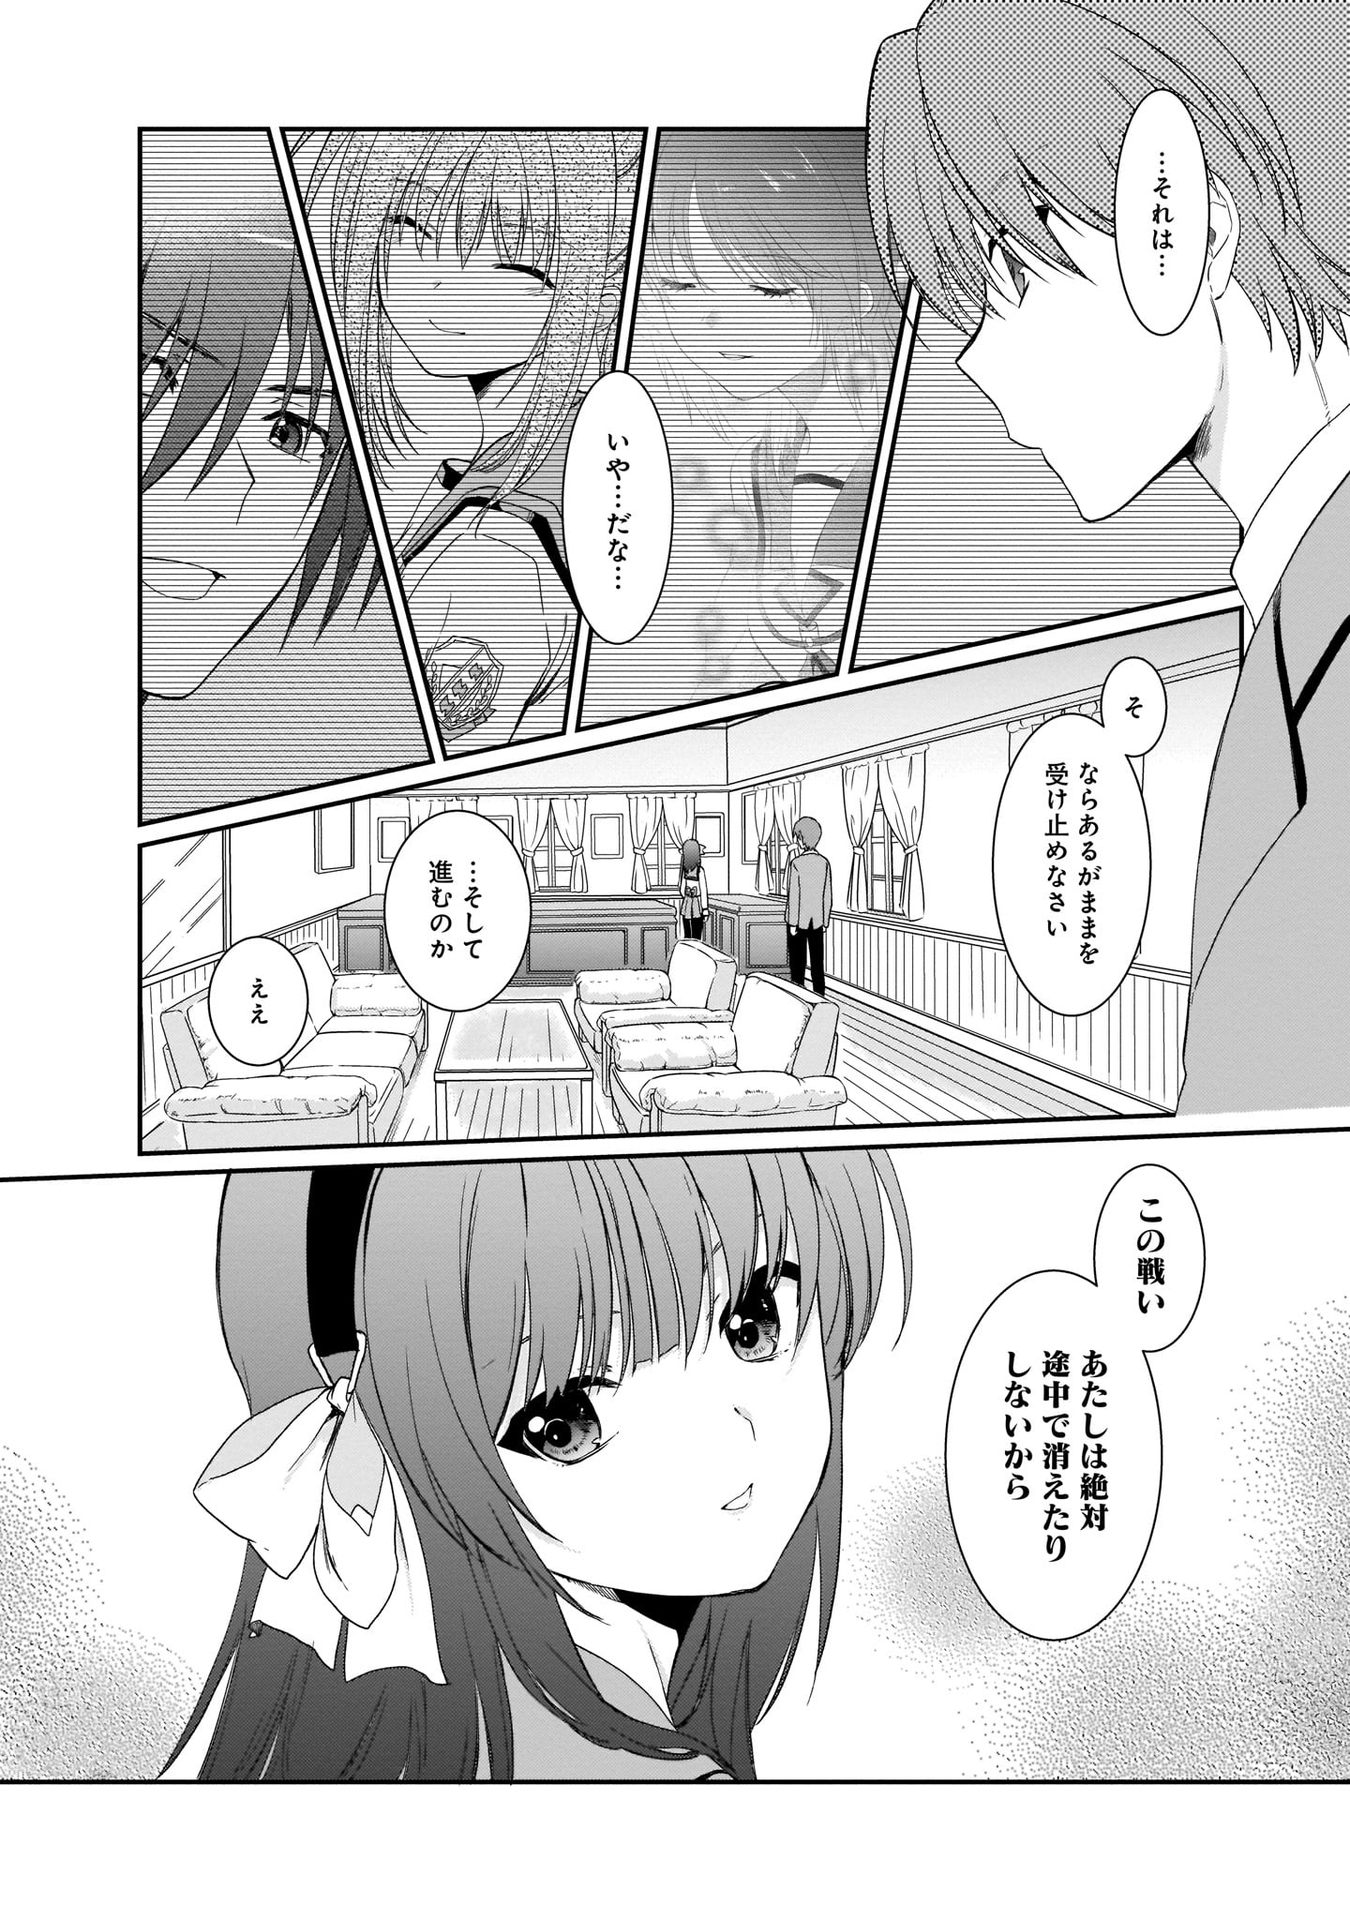 …それは…
いや…だな…
そ
ならあるがままを
受け止めなさい
…そして
進むのか
ええ
この戦い
あたしは絶対
途中で消えたり
しないから